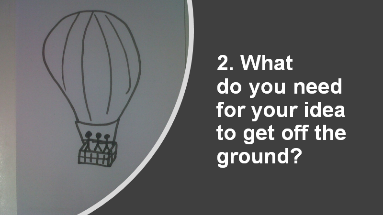 2. What
do you need
for your idea
to get off the
ground?